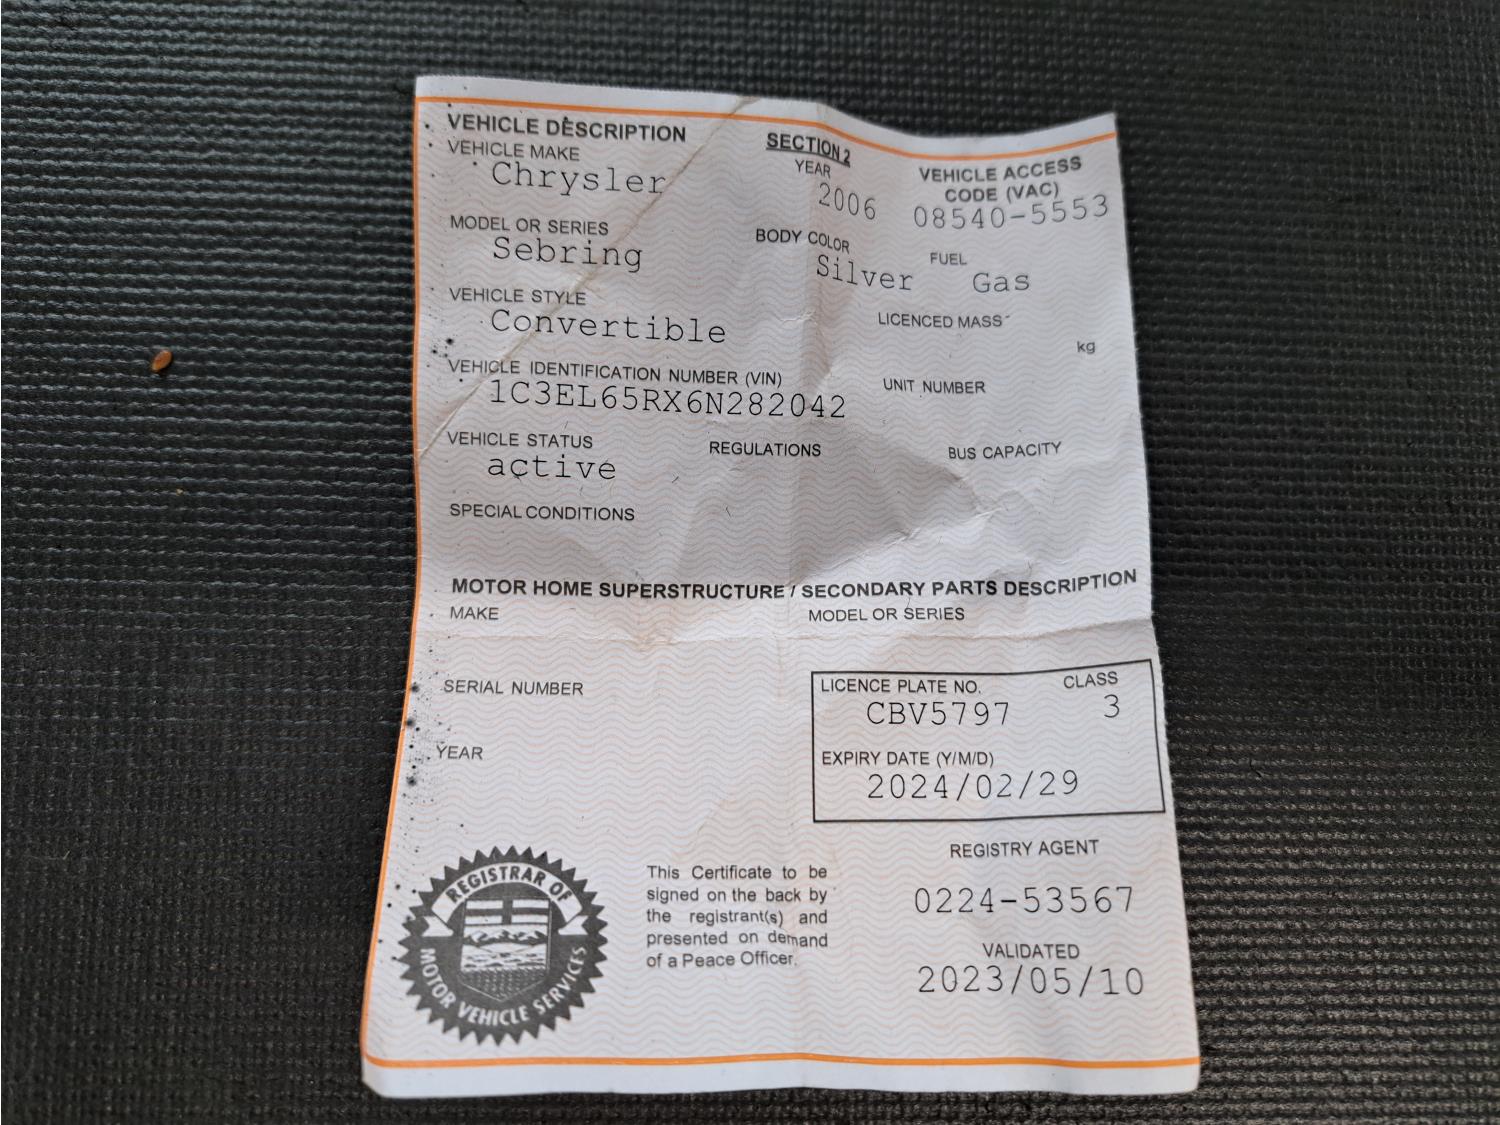 VEHICLE DESCRIPTION SECTION 2
VEHICLE MAKE YEAR VEHICLE ACCESS
CODE (VAC)
Chrysler 2006 08540-5553
MODEL OR SERIES BODY COLOR FUEL
Sebring Silver Gas
VEHICLE STYLE LICENCED MASS
Convertible kg
VEHICLE IDENTIFICATION NUMBER (VIN) UNIT NUMBER
1C3EL65RX6N282042
VEHICLE STATUS REGULATIONS BUS CAPACITY
active
SPECIAL CONDITIONS
MOTOR HOME SUPERSTRUCTURE / SECONDARY PARTS DESCRIPTION
MAKE MODEL OR SERIES
SERIAL NUMBER
YEAR
LICENCE PLATE NO. CLASS
CBV5797 3
EXPIRY DATE (Y/M/D)
2024/02/29
REGISTRAR OF
MOTOR VEHICLE SERVICES
This Certificate to be
signed on the back by
the registrant(s) and
presented on demand
of a Peace Officer.
REGISTRY AGENT
0224-53567
VALIDATED
2023/05/10